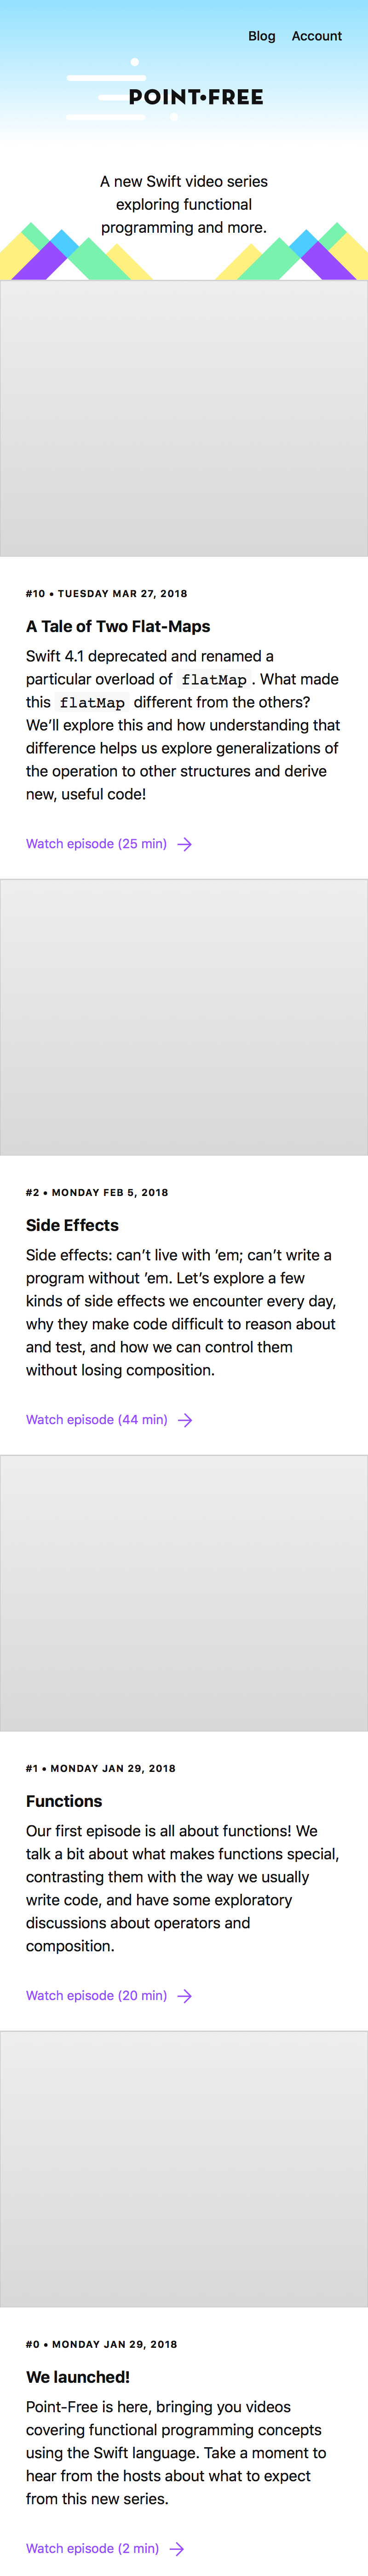 Blog Account
POINT•FREE
A new Swift video series
exploring functional
programming and more.
#10 • TUESDAY MAR 27, 2018
A Tale of Two Flat-Maps
Swift 4.1 deprecated and renamed a
particular overload of flatMap. What made
this flatMap different from the others?
We’ll explore this and how understanding that
difference helps us explore generalizations of
the operation to other structures and derive
new, useful code!
Watch episode (25 min) →
#2 • MONDAY FEB 5, 2018
Side Effects
Side effects: can’t live with ’em; can’t write a
program without ’em. Let’s explore a few
kinds of side effects we encounter every day,
why they make code difficult to reason about
and test, and how we can control them
without losing composition.
Watch episode (44 min) →
#1 • MONDAY JAN 29, 2018
Functions
Our first episode is all about functions! We
talk a bit about what makes functions special,
contrasting them with the way we usually
write code, and have some exploratory
discussions about operators and
composition.
Watch episode (20 min) →
#0 • MONDAY JAN 29, 2018
We launched!
Point-Free is here, bringing you videos
covering functional programming concepts
using the Swift language. Take a moment to
hear from the hosts about what to expect
from this new series.
Watch episode (2 min) →